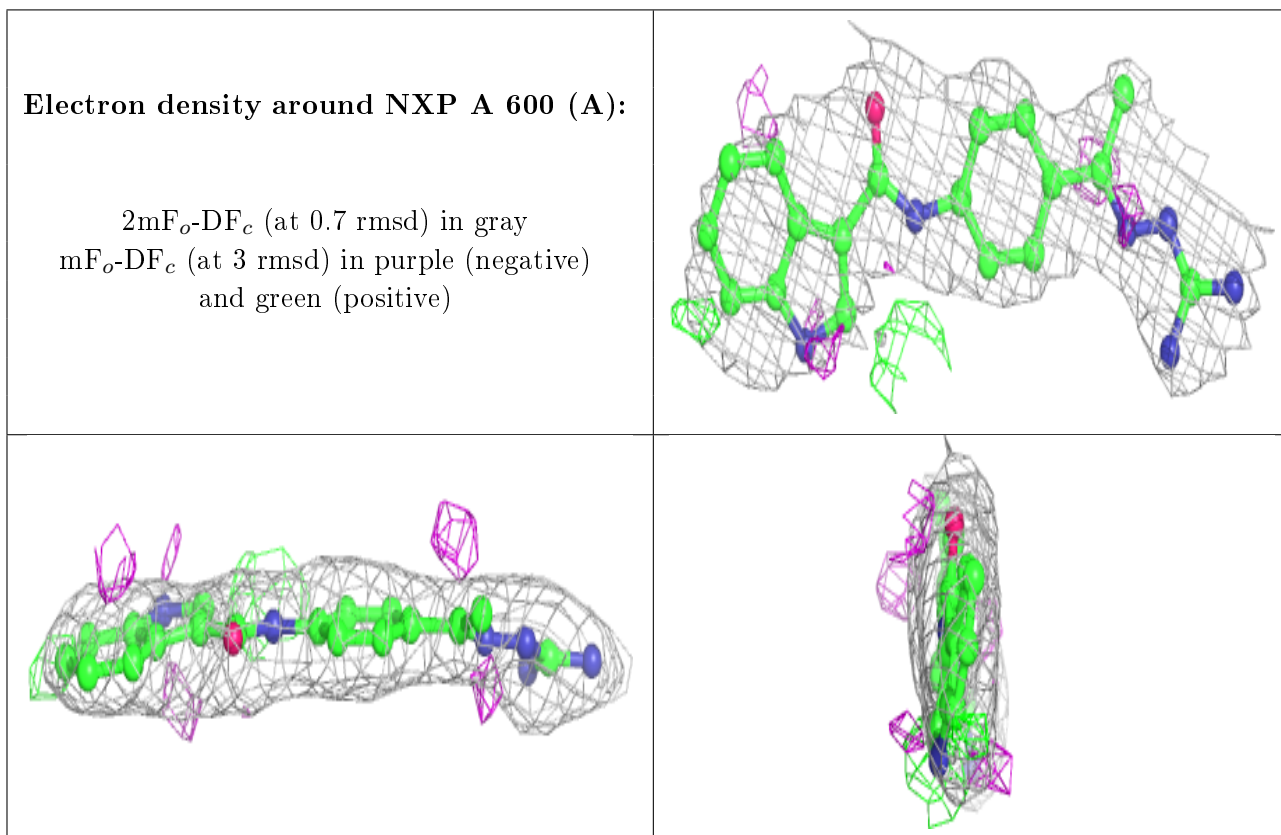 Electron density around NXP A 600 (A):
2mFo-DFc (at 0.7 rmsd) in gray
mFo-DFc (at 3 rmsd) in purple (negative)
and green (positive)